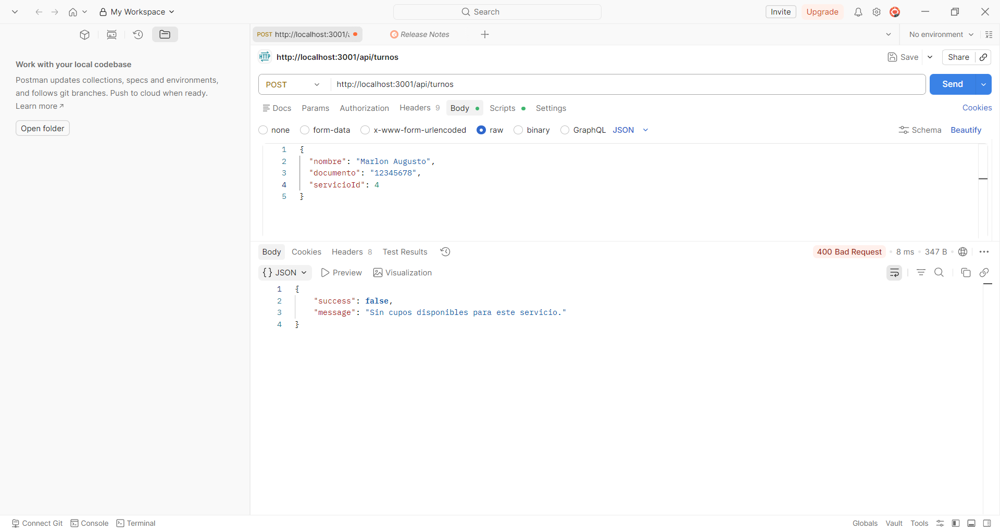 My Workspace
Search
Invite
Upgrade
POST http://localhost:3001/a
Release Notes
No environment
Work with your local codebase
Postman updates collections, specs and environments,
and follows git branches. Push to cloud when ready.
Learn more ↗
Open folder
HTTP http://localhost:3001/api/turnos
Save
Share
POST
http://localhost:3001/api/turnos
Send
Docs Params Authorization Headers 9 Body Scripts Settings
Cookies
none form-data x-www-form-urlencoded raw binary GraphQL JSON
Schema Beautify
1 {
2 "nombre": "Marlon Augusto",
3 "documento": "12345678",
4 "servicioId": 4
5 }
Body Cookies Headers 8 Test Results
400 Bad Request • 8 ms • 347 B
{} JSON Preview Visualization
1 {
2 "success": false,
3 "message": "Sin cupos disponibles para este servicio."
4 }
Connect Git Console Terminal
Globals Vault Tools